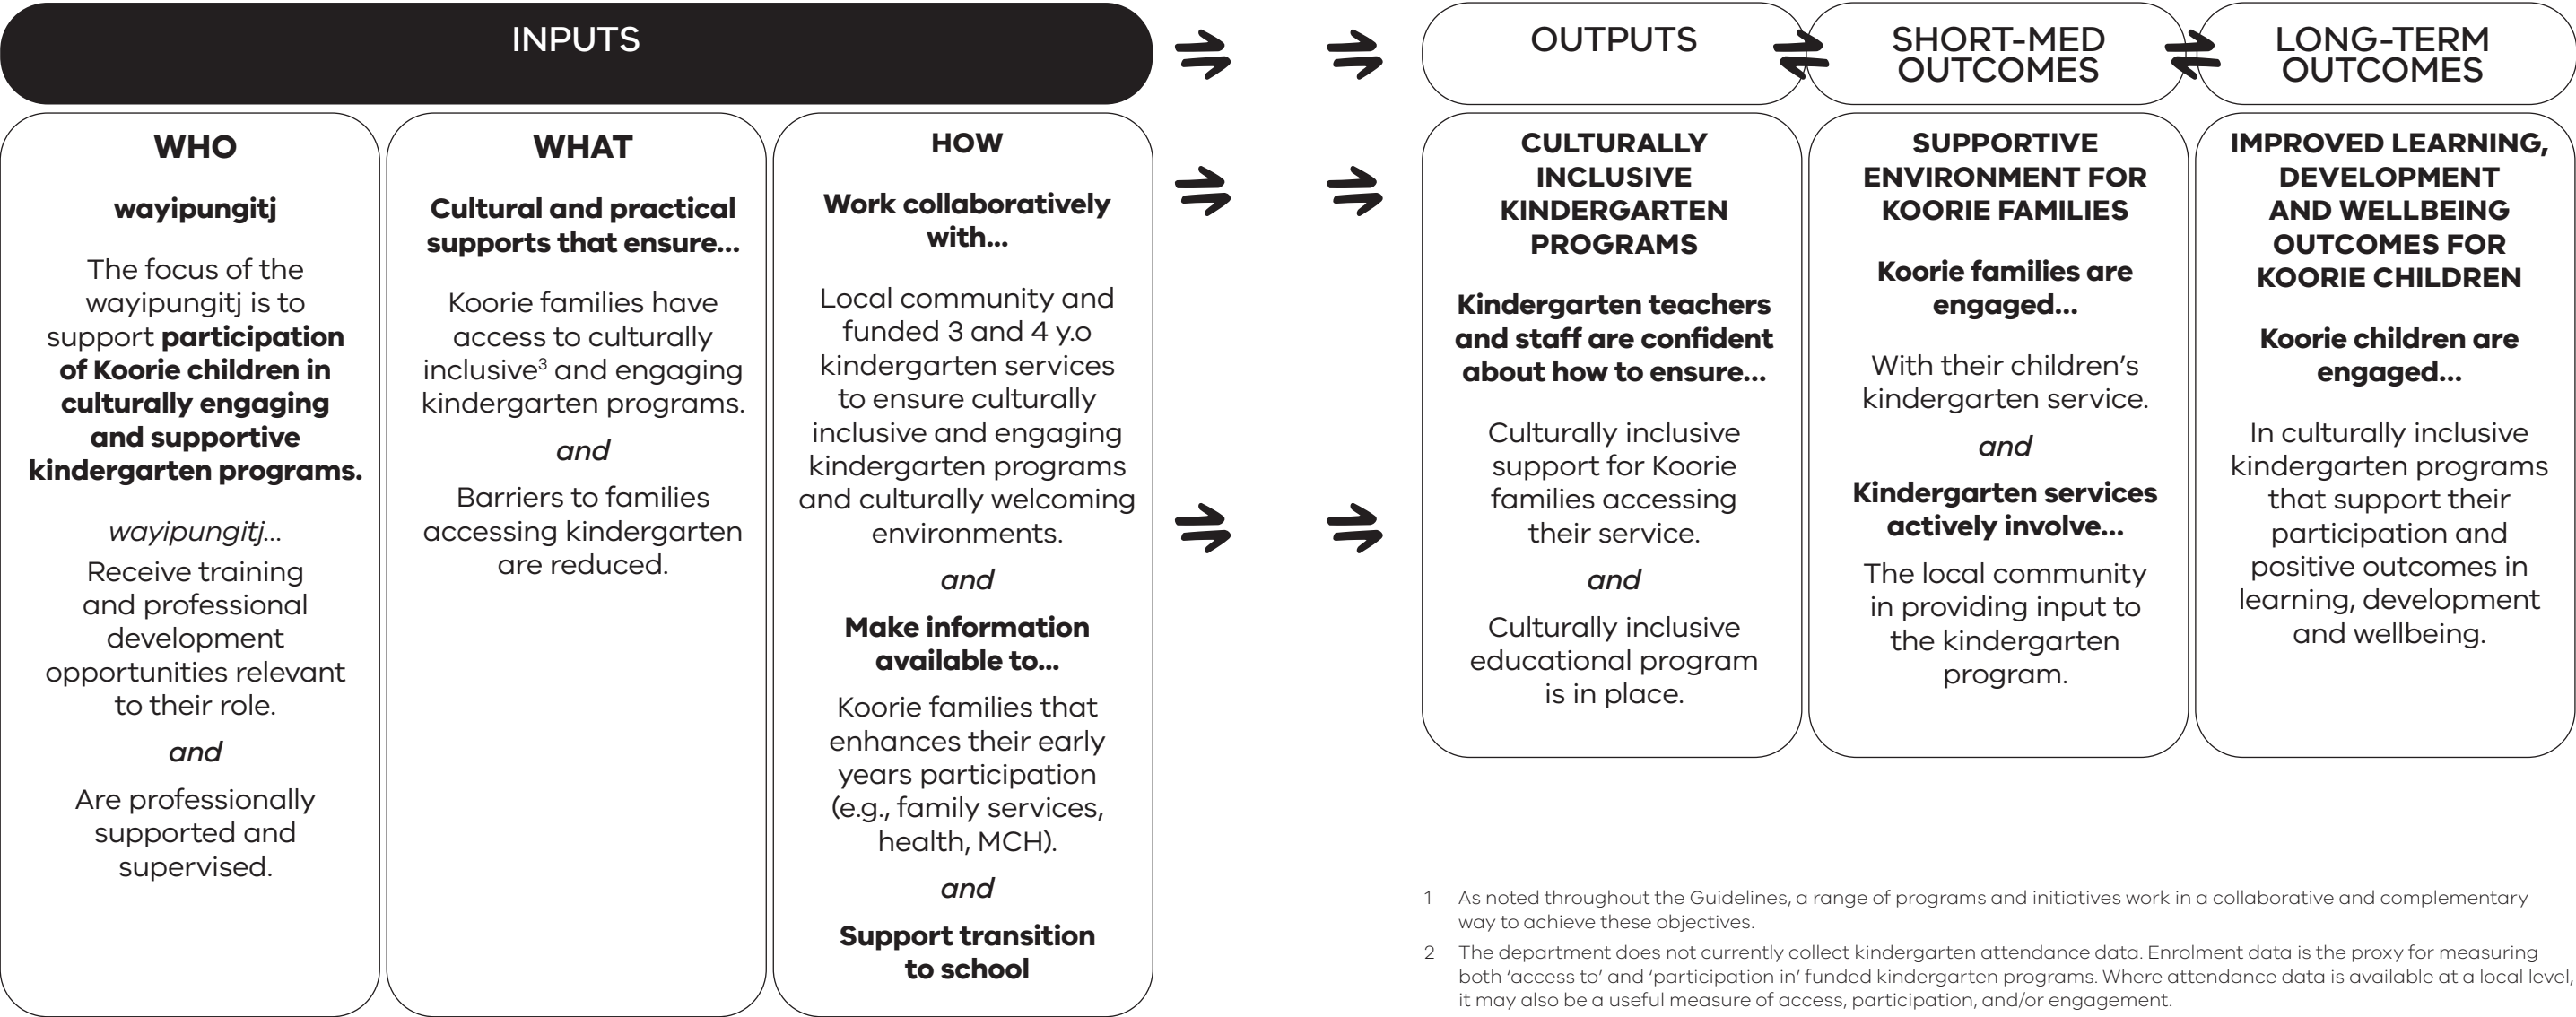 INPUTS
WHO
wayipungitj
The focus of the
wayipungitj is to
support participation
of Koorie children in
culturally engaging
and supportive
kindergarten programs.
wayipungitj...
Receive training
and professional
development
opportunities relevant
to their role.
and
Are professionally
supported and
supervised.
WHAT
Cultural and practical
supports that ensure...
Koorie families have
access to culturally
inclusive³ and engaging
kindergarten programs.
and
Barriers to families
accessing kindergarten
are reduced.
HOW
Work collaboratively
with...
Local community and
funded 3 and 4 y.o
kindergarten services
to ensure culturally
inclusive and engaging
kindergarten programs
and culturally welcoming
environments.
and
Make information
available to...
Koorie families that
enhances their early
years participation
(e.g., family services,
health, MCH).
and
Support transition
to school
OUTPUTS
CULTURALLY
INCLUSIVE
KINDERGARTEN
PROGRAMS
Kindergarten teachers
and staff are confident
about how to ensure...
Culturally inclusive
support for Koorie
families accessing
their service.
and
Culturally inclusive
educational program
is in place.
SHORT-MED
OUTCOMES
SUPPORTIVE
ENVIRONMENT FOR
KOORIE FAMILIES
Koorie families are
engaged...
With their children's
kindergarten service.
and
Kindergarten services
actively involve...
The local community
in providing input to
the kindergarten
program.
LONG-TERM
OUTCOMES
IMPROVED LEARNING,
DEVELOPMENT
AND WELLBEING
OUTCOMES FOR
KOORIE CHILDREN
Koorie children are
engaged...
In culturally inclusive
kindergarten programs
that support their
participation and
positive outcomes in
learning, development
and wellbeing.
1 As noted throughout the Guidelines, a range of programs and initiatives work in a collaborative and complementary
way to achieve these objectives.
2 The department does not currently collect kindergarten attendance data. Enrolment data is the proxy for measuring
both ‘access to’ and ‘participation in’ funded kindergarten programs. Where attendance data is available at a local level,
it may also be a useful measure of access, participation, and/or engagement.